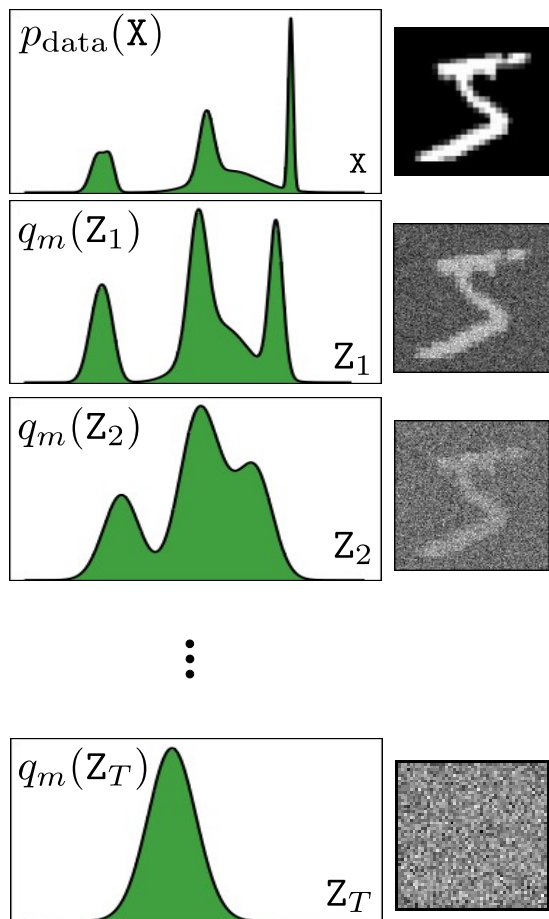 p_data(X)
X
q_m(Z_1)
Z_1
q_m(Z_2)
Z_2
⋮
q_m(Z_T)
Z_T